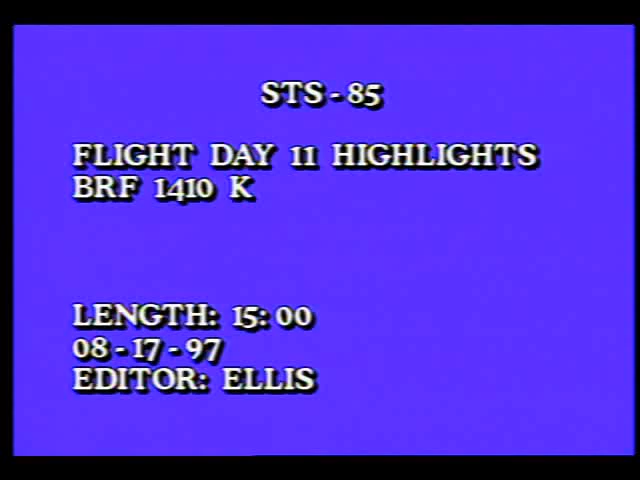 STS - 85
FLIGHT DAY 11 HIGHLIGHTS
BRF 1410 K
LENGTH: 15: 00
08 - 17 - 97
EDITOR: ELLIS